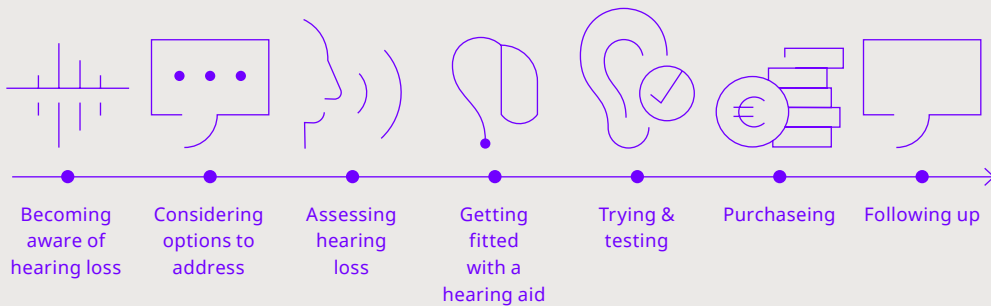 Becoming
aware of
hearing loss
Considering
options to
address
Assessing
hearing
loss
Getting
fitted
with a
hearing aid
Trying &
testing
Purchaseing
Following up
€